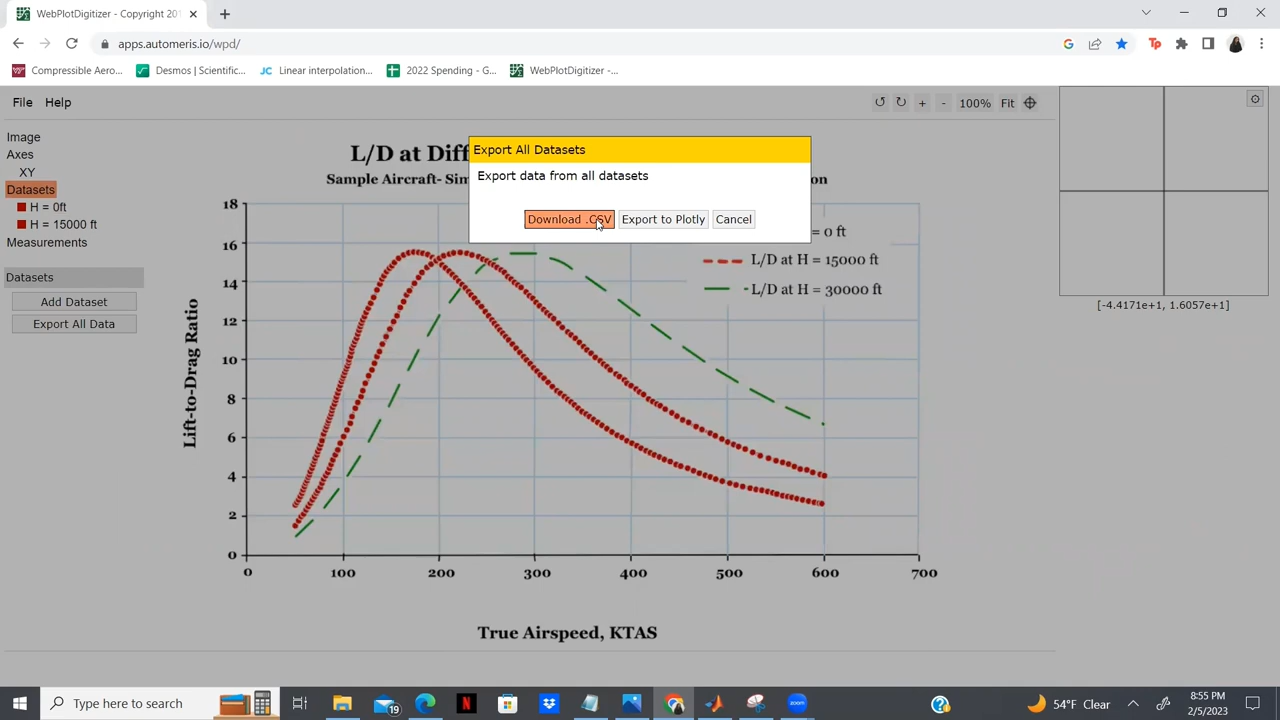 WebPlotDigitizer - Copyright 201
apps.automeris.io/wpd/
Compressible Aero...
Desmos | Scientific...
Linear interpolation...
2022 Spending - G...
WebPlotDigitizer -...
File Help
100% Fit
Image
Axes
XY
Datasets
H = 0ft
H = 15000 ft
Measurements
Datasets
Add Dataset
Export All Data
Export All Datasets
Export data from all datasets
Download .CSV Export to Plotly Cancel
L/D at Diff
Sample Aircraft- Sim
on
= 0 ft
L/D at H = 15000 ft
L/D at H = 30000 ft
Lift-to-Drag Ratio
18
16
14
12
10
8
6
4
2
0
0 100 200 300 400 500 600 700
True Airspeed, KTAS
[-4.4171e+1, 1.6057e+1]
Type here to search
19
zoom
54°F Clear
8:55 PM
2/5/2023